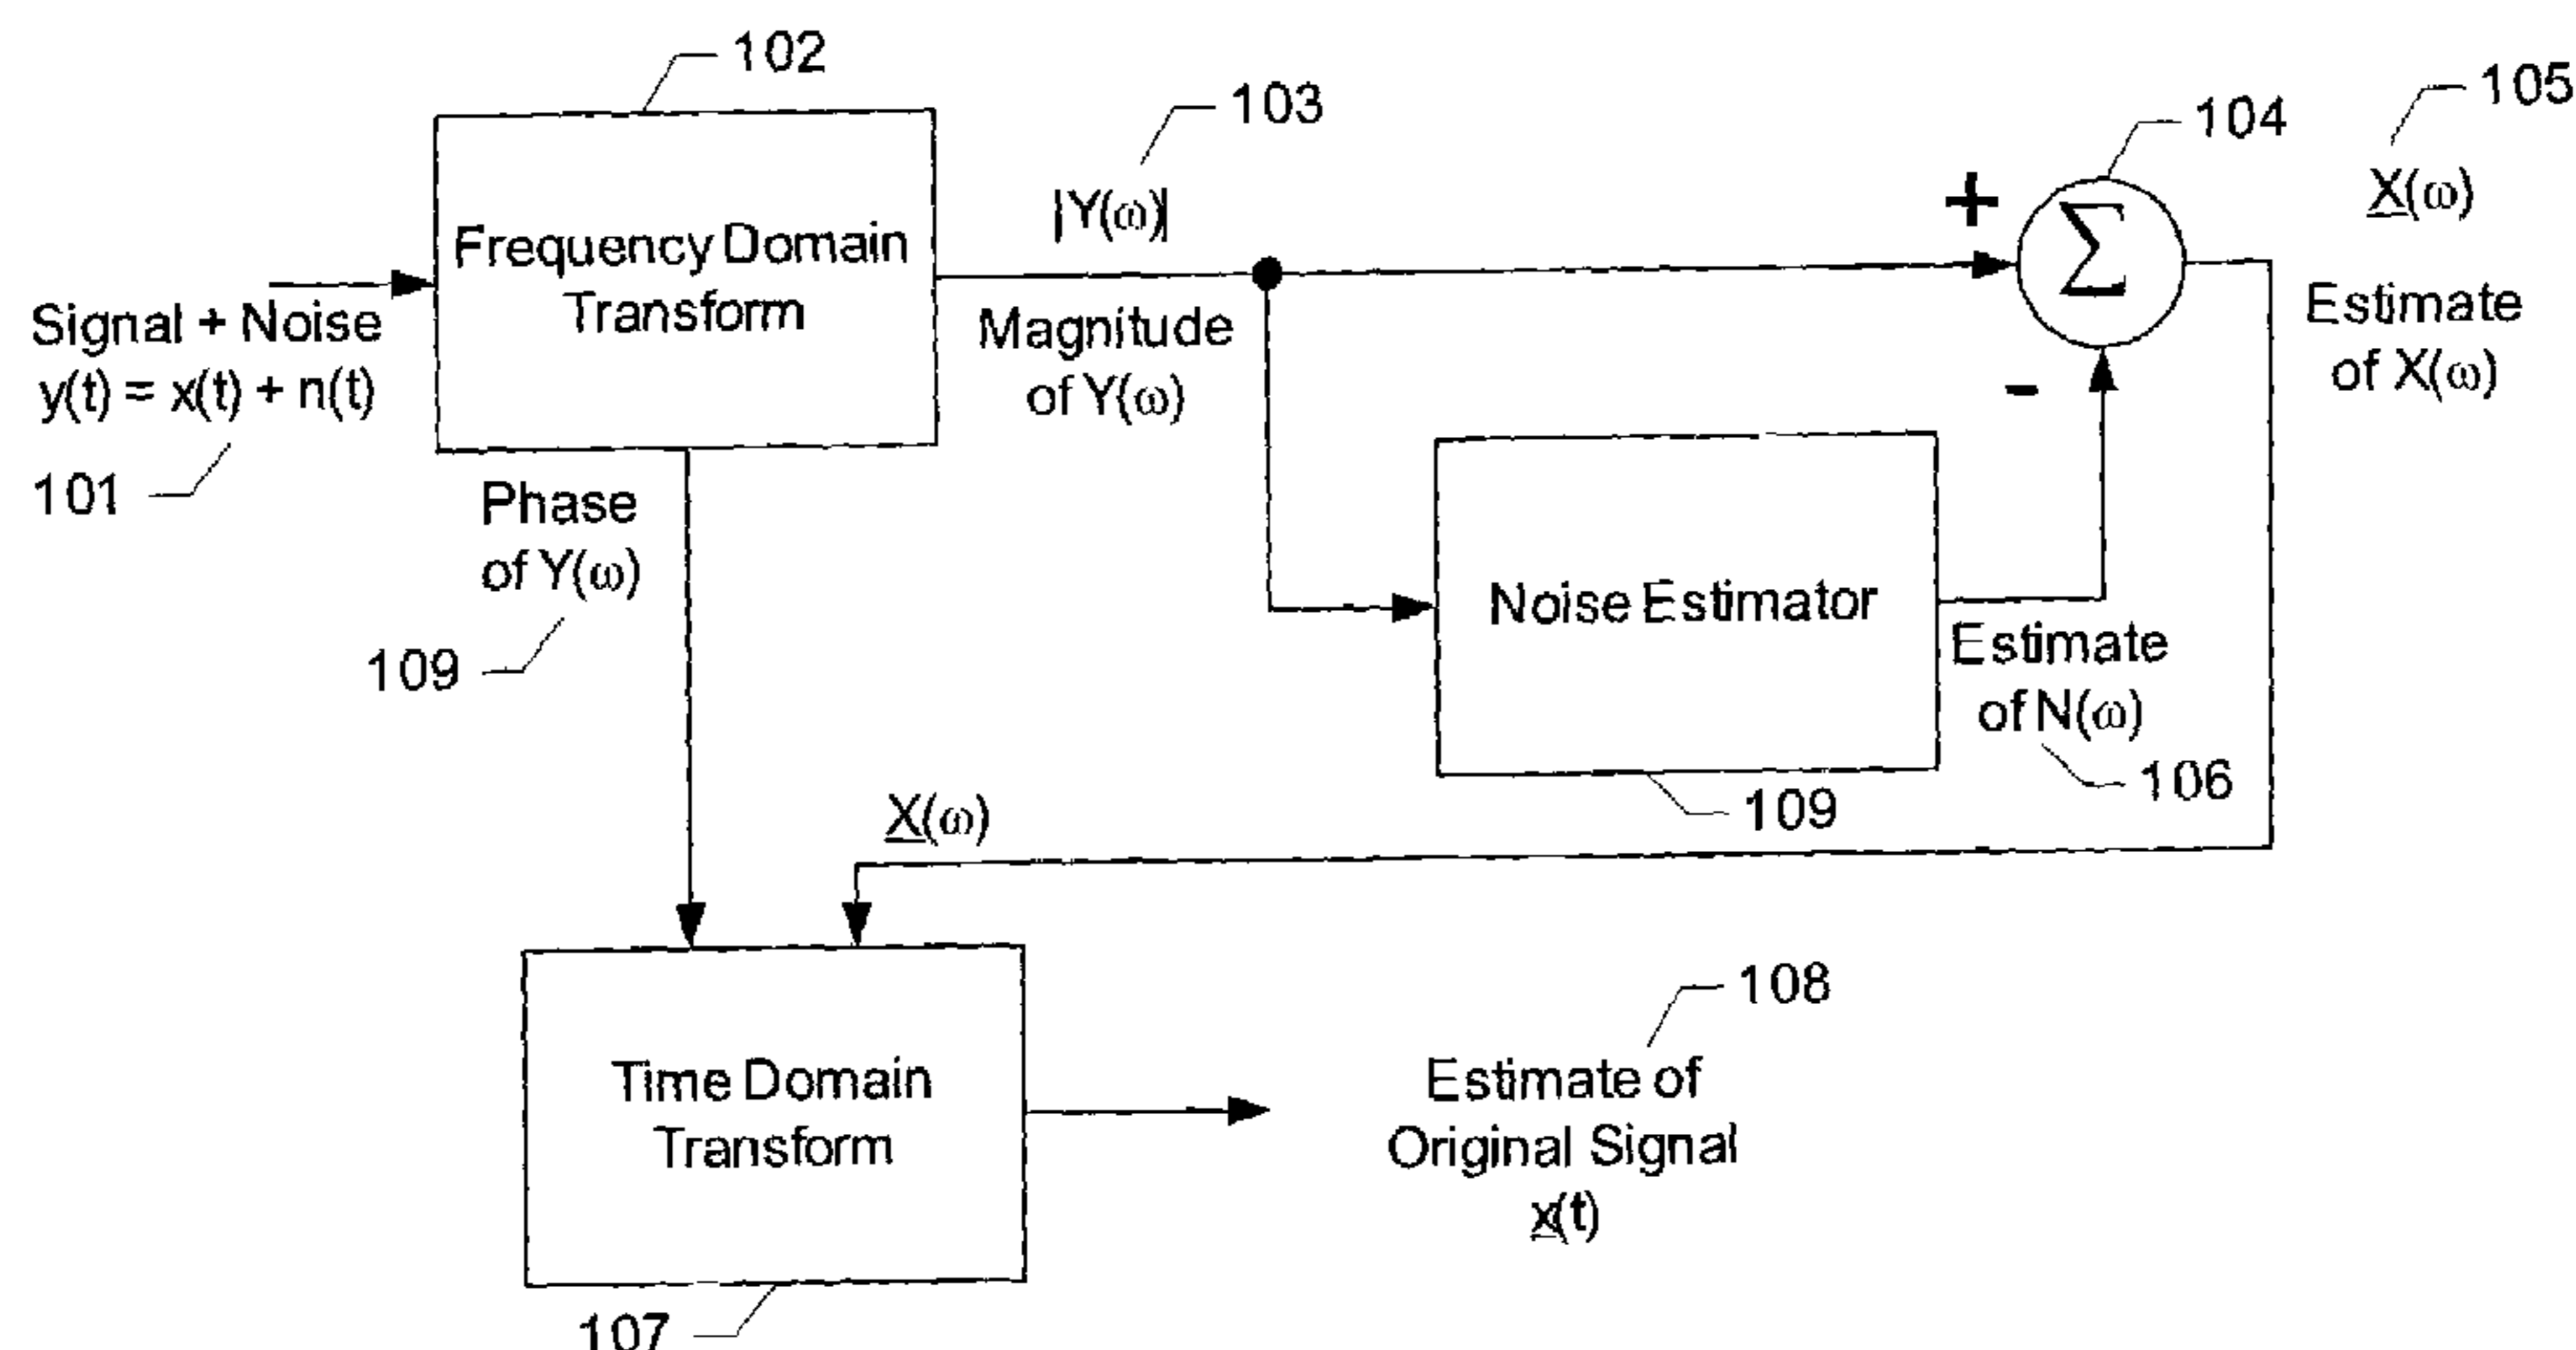 102
Frequency Domain
Transform
Signal + Noise
y(t) = x(t) + n(t)
101
103
|Y(ω)|
Magnitude
of Y(ω)
104
+
Σ
-
105
X(ω)
Estimate
of X(ω)
Phase
of Y(ω)
109
Noise Estimator
109
Estimate
of N(ω)
106
X(ω)
Time Domain
Transform
107
108
Estimate of
Original Signal
x(t)